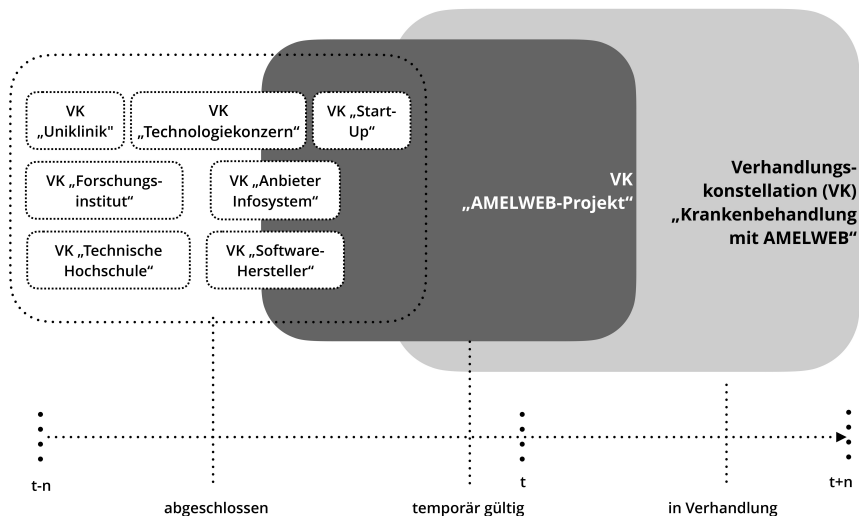 VK
„Uniklinik"
VK
„Technologiekonzern“
VK „Start-
Up“
VK „Forschungs-
institut“
VK „Anbieter
Infosystem“
VK „Technische
Hochschule“
VK „Software-
Hersteller“
VK
„AMELWEB-Projekt“
Verhandlungs-
konstellation (VK)
„Krankenbehandlung
mit AMELWEB“
t-n
t
t+n
abgeschlossen
temporär gültig
in Verhandlung